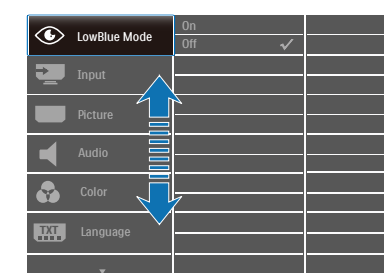 LowBlue Mode
On
Off
Input
Picture
Audio
Color
TXT
Language